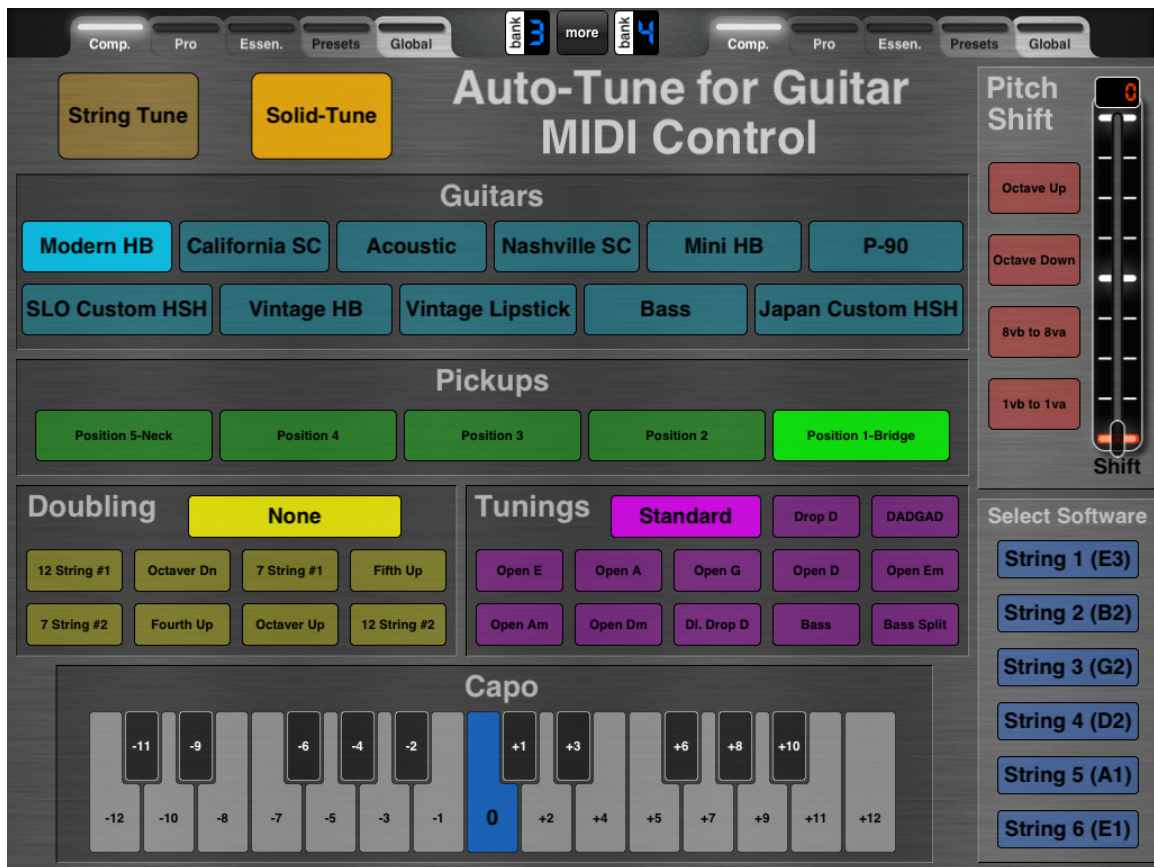 Comp. Pro Essen. Presets Global bank 3 more bank 4 Comp. Pro Essen. Presets Global
String Tune Solid-Tune
Auto-Tune for Guitar
MIDI Control
Guitars
Modern HB California SC Acoustic Nashville SC Mini HB P-90
SLO Custom HSH Vintage HB Vintage Lipstick Bass Japan Custom HSH
Pickups
Position 5-Neck Position 4 Position 3 Position 2 Position 1-Bridge
Doubling None
12 String #1 Octaver Dn 7 String #1 Fifth Up
7 String #2 Fourth Up Octaver Up 12 String #2
Tunings Standard Drop D DADGAD
Open E Open A Open G Open D Open Em
Open Am Open Dm Dl. Drop D Bass Bass Split
Capo
-11 -9 -6 -4 -2 +1 +3 +6 +8 +10
-12 -10 -8 -7 -5 -3 -1 0 +2 +4 +5 +7 +9 +11 +12
Pitch
Shift
0
Octave Up
Octave Down
8vb to 8va
1vb to 1va
Shift
Select Software
String 1 (E3)
String 2 (B2)
String 3 (G2)
String 4 (D2)
String 5 (A1)
String 6 (E1)